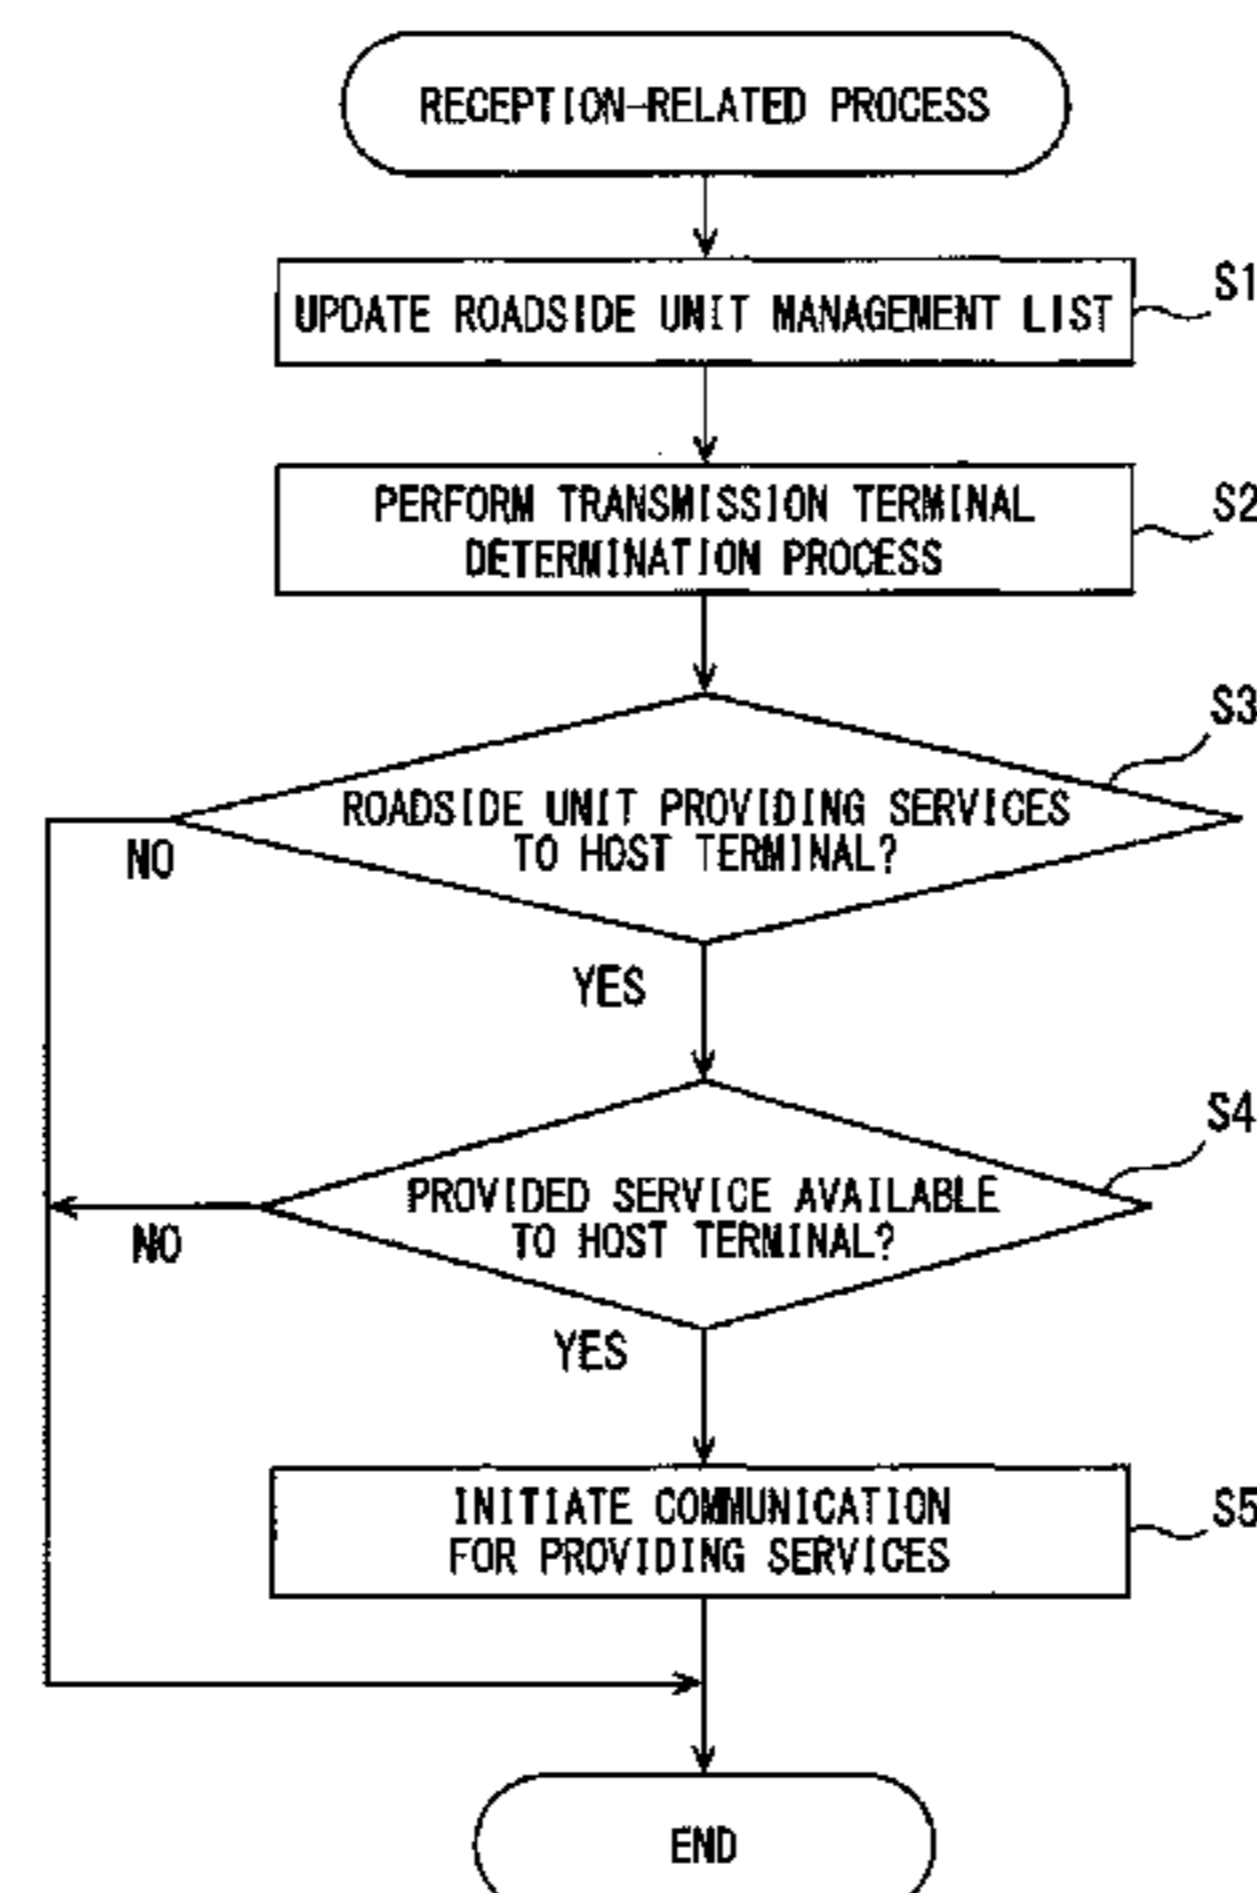 RECEPTION-RELATED PROCESS
UPDATE ROADSIDE UNIT MANAGEMENT LIST
S1
PERFORM TRANSMISSION TERMINAL
DETERMINATION PROCESS
S2
S3
ROADSIDE UNIT PROVIDING SERVICES
TO HOST TERMINAL?
NO
YES
S4
PROVIDED SERVICE AVAILABLE
TO HOST TERMINAL?
NO
YES
INITIATE COMMUNICATION
FOR PROVIDING SERVICES
S5
END